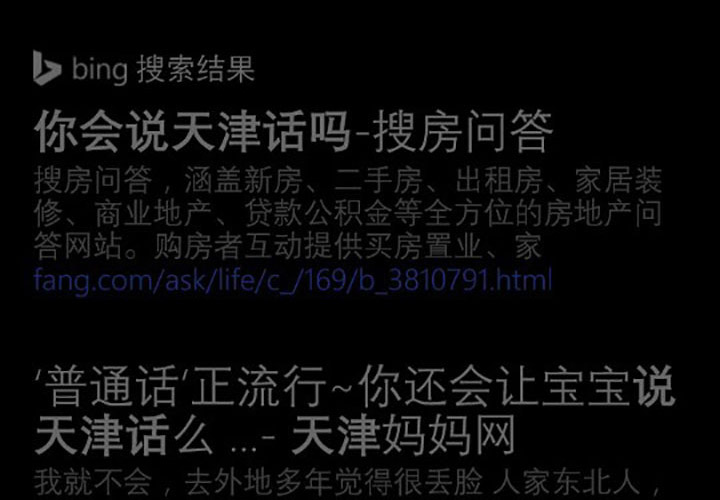 bing 搜索结果
你会说天津话吗-搜房问答
搜房问答，涵盖新房、二手房、出租房、家居装
修、商业地产、贷款公积金等全方位的房地产问
答网站。购房者互动提供买房置业、家
fang.com/ask/life/c_/169/b_3810791.html
‘普通话‘正流行~你还会让宝宝说
天津话么 ...- 天津妈妈网
我就不会，去外地多年觉得很丢脸 人家东北人，